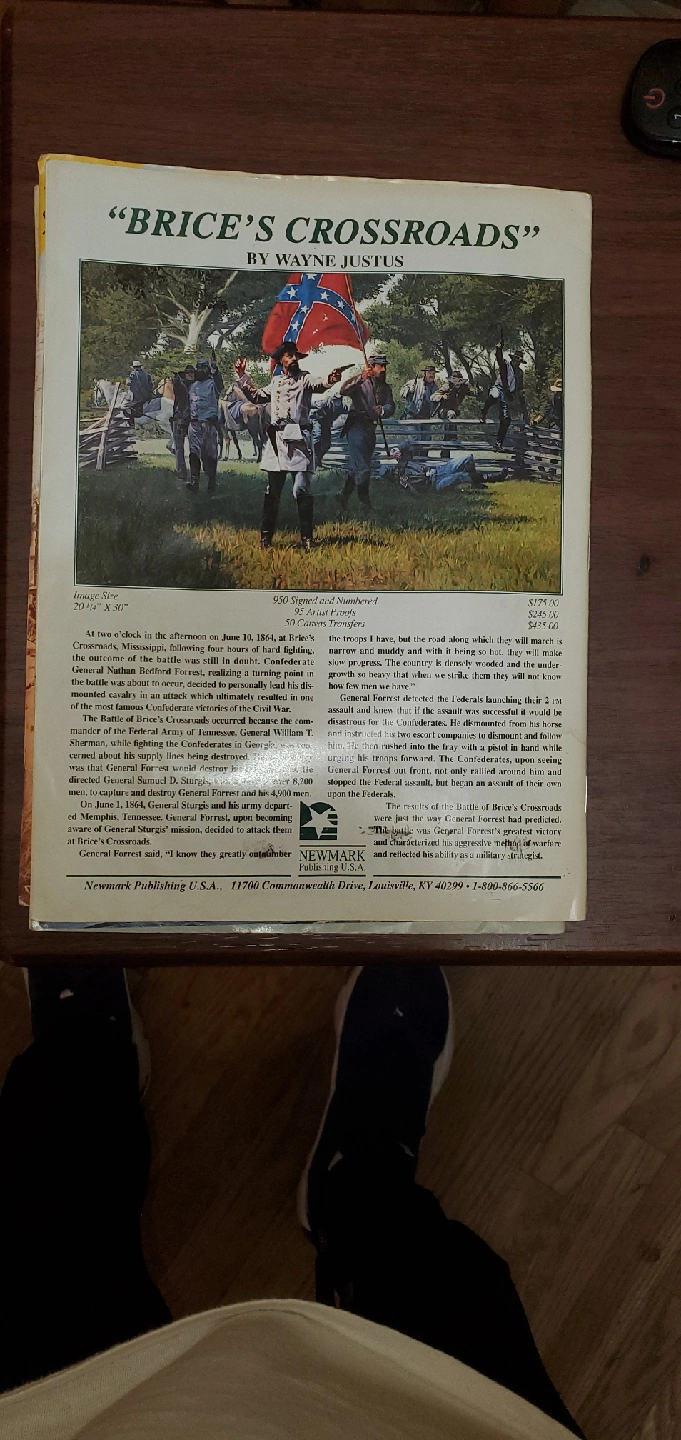 “BRICE’S CROSSROADS”
BY WAYNE JUSTUS
Image Size
20 ¼” X 30”
950 Signed and Numbered
95 Artist Proofs
50 Canvas Transfers
$175.00
$245.00
$435.00
At two o’clock in the afternoon on June 10, 1864, at Brice’s
Crossroads, Mississippi, following four hours of hard fighting,
the outcome of the battle was still in doubt. Confederate
General Nathan Bedford Forrest, realizing a turning point in
the battle was about to occur, decided to personally lead his dis-
mounted cavalry in an attack which ultimately resulted in one
of the most famous Confederate victories of the Civil War.
The Battle of Brice’s Crossroads occurred because the com-
mander of the Federal Army of Tennessee, General William T.
Sherman, while fighting the Confederates in Georgia, was con
cerned about his supply lines being destroyed.
was that General Forrest would destroy He
directed General Samuel D. Sturgis, over 8,200
men, to capture and destroy General Forrest and his 4,900 men.
On June 1, 1864, General Sturgis and his army depart-
ed Memphis, Tennessee. General Forrest, upon becoming
aware of General Sturgis’ mission, decided to attack them
at Brice’s Crossroads.
General Forrest said, “I know they greatly outnumber
the troops I have, but the road along which they will march is
narrow and muddy and with it being so hot, they will make
slow progress. The country is densely wooded and the under-
growth so heavy that when we strike them they will not know
how few men we have.”
General Forrest detected the Federals launching their
assault and knew that if the assault was successful it would be
disastrous for the Confederates. He dismounted from his horse
and instructed his two escort companies to dismount and follow
him. He then rushed into the fray with a pistol in hand while
urging his troops forward. The Confederates, upon seeing
General Forrest out front, not only rallied around him and
stopped the Federal assault, but began an assault of their own
upon the Federals.
The results of the Battle of Brice’s Crossroads
were just the way General Forrest had predicted.
The battle was General Forrest’s greatest victory
and characterized his aggressive method of warfare
and reflected his ability as a military strategist.
NEWMARK
Publishing U.S.A.
Newmark Publishing U.S.A., 11700 Commonwealth Drive, Louisville, KY 40299 • 1-800-866-5566